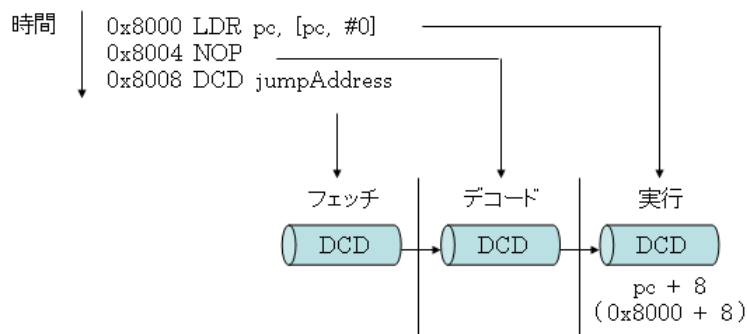 時間
0x8000 LDR pc, [pc, #0]
0x8004 NOP
0x8008 DCD jumpAddress
フェッチ
デコード
実行
DCD
DCD
DCD
pc + 8
(0x8000 + 8)